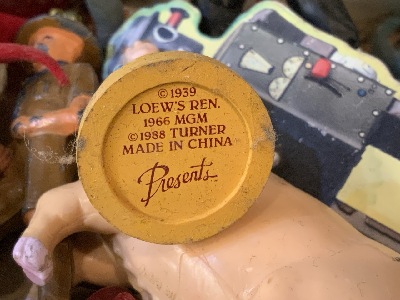 © 1939
LOEW'S REN.
1966 MGM
© 1988 TURNER
MADE IN CHINA
Presents